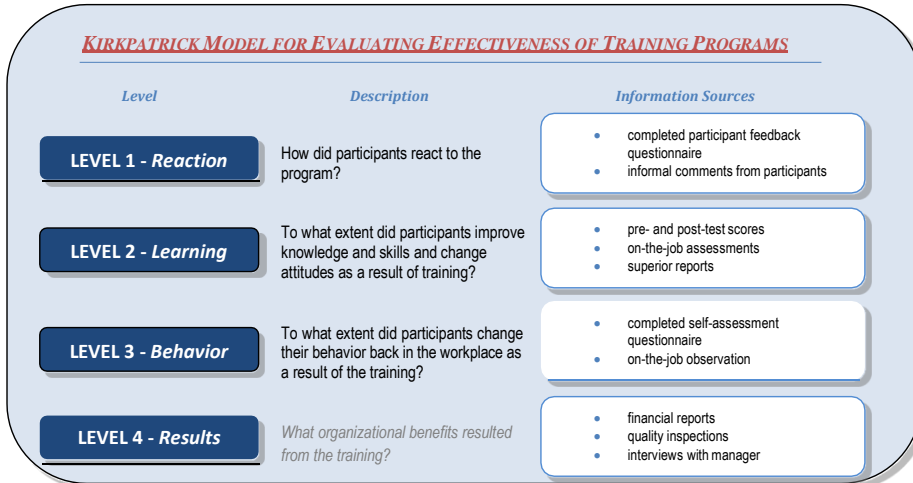 KIRKPATRICK MODEL FOR EVALUATING EFFECTIVENESS OF TRAINING PROGRAMS
Level Description Information Sources
LEVEL 1 - Reaction
How did participants react to the
program?
• completed participant feedback
questionnaire
• informal comments from participants
LEVEL 2 - Learning
To what extent did participants improve
knowledge and skills and change
attitudes as a result of training?
• pre- and post-test scores
• on-the-job assessments
• superior reports
LEVEL 3 - Behavior
To what extent did participants change
their behavior back in the workplace as
a result of the training?
• completed self-assessment
questionnaire
• on-the-job observation
LEVEL 4 - Results
What organizational benefits resulted
from the training?
• financial reports
• quality inspections
• interviews with manager